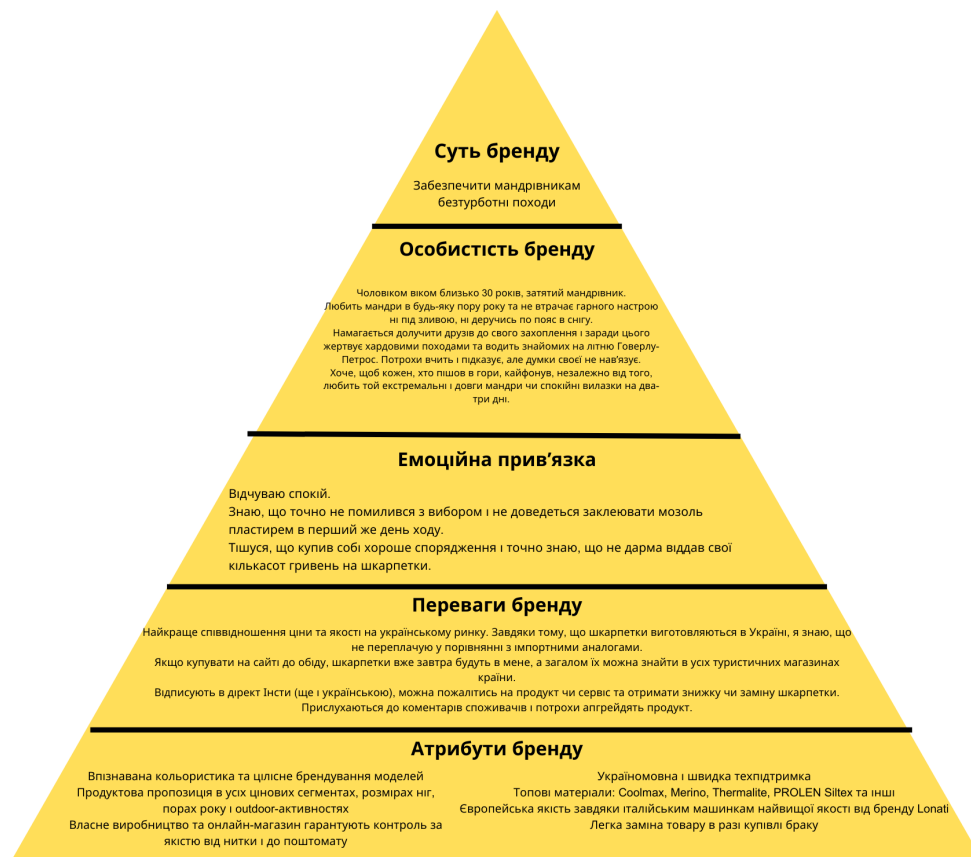 Суть бренду
Забезпечити мандрівникам
безтурботні походи
Особистість бренду
Чоловіком віком близько 30 років, затятий мандрівник.
Любить мандри в будь-яку пору року та не втрачає гарного настрою
ні під зливою, ні деручись по пояс в снігу.
Намагається долучити друзів до свого захоплення і заради цього
жертвує хардовими походами та водить знайомих на літню Говерлу-
Петрос. Потрохи вчить і підказує, але думки своєї не нав’язує.
Хоче, щоб кожен, хто пішов в гори, кайфонув, незалежно від того,
любить той екстремальні і довги мандри чи спокійні вилазки на два-
три дні.
Емоційна прив’язка
Відчуваю спокій.
Знаю, що точно не помилився з вибором і не доведеться заклеювати мозоль
пластирем в перший же день ходу.
Тішуся, що купив собі хороше спорядження і точно знаю, що не дарма віддав свої
кількасот гривень на шкарпетки.
Переваги бренду
Найкраще співвідношення ціни та якості на українському ринку. Завдяки тому, що шкарпетки виготовляються в Україні, я знаю, що
не переплачую у порівнянні з імпортними аналогами.
Якщо купувати на сайті до обіду, шкарпетки вже завтра будуть в мене, а загалом їх можна знайти в усіх туристичних магазинах
країни.
Відписують в дірект Інсти (ще і українською), можна пожалітись на продукт чи сервіс та отримати знижку чи заміну шкарпетки.
Прислухаються до коментарів споживачів і потрохи апгрейдять продукт.
Атрибути бренду
Впізнавана кольористика та цілісне брендування моделей
Продуктова пропозиція в усіх цінових сегментах, розмірах ніг,
порах року і outdoor-активностях
Власне виробництво та онлайн-магазин гарантують контроль за
якістю від нитки і до поштомату
Україномовна і швидка техпідтримка
Топові матеріали: Coolmax, Merino, Thermalite, PROLEN Siltex та інші
Європейська якість завдяки італійським машинкам найвищої якості від бренду Lonati
Легка заміна товару в разі купівлі браку